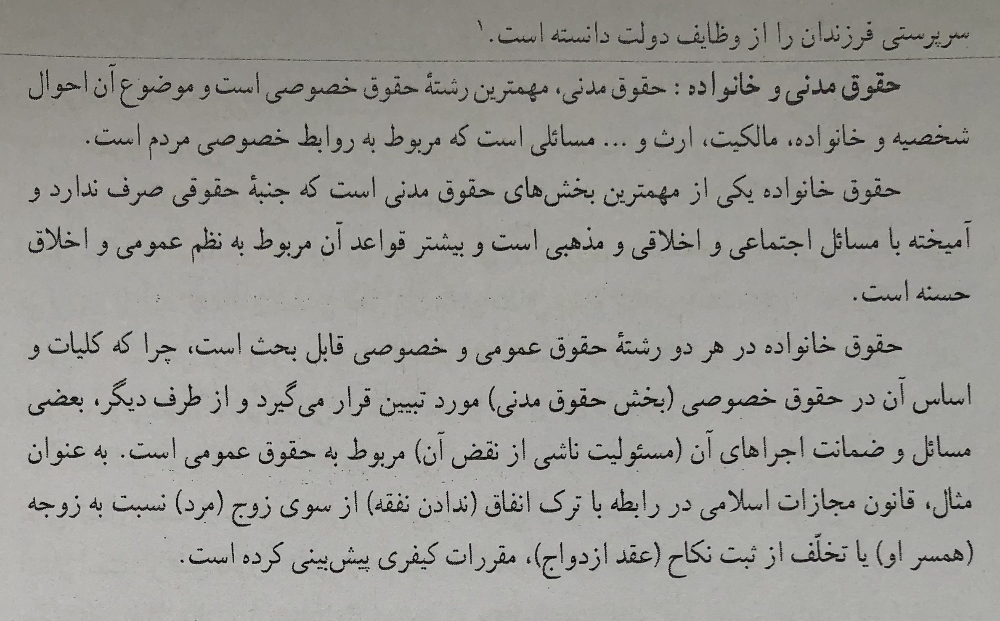 سرپرستی فرزندان را از وظایف دولت دانسته است.۱
حقوق مدنی و خانواده : حقوق مدنی، مهمترین رشتهٔ حقوق خصوصی است و موضوع آن احوال
شخصیه و خانواده، مالکیت، ارث و ... مسائلی است که مربوط به روابط خصوصی مردم است.
حقوق خانواده یکی از مهمترین بخش‌های حقوق مدنی است که جنبهٔ حقوقی صرف ندارد و
آمیخته با مسائل اجتماعی و اخلاقی و مذهبی است و بیشتر قواعد آن مربوط به نظم عمومی و اخلاق
حسنه است.
حقوق خانواده در هر دو رشتهٔ حقوق عمومی و خصوصی قابل بحث است، چرا که کلیات و
اساس آن در حقوق خصوصی (بخش حقوق مدنی) مورد تبیین قرار می‌گیرد و از طرف دیگر، بعضی
مسائل و ضمانت اجراهای آن (مسئولیت ناشی از نقض آن) مربوط به حقوق عمومی است. به عنوان
مثال، قانون مجازات اسلامی در رابطه با ترک انفاق (ندادن نفقه) از سوی زوج (مرد) نسبت به زوجه
(همسر او) یا تخلّف از ثبت نکاح (عقد ازدواج)، مقررات کیفری پیش‌بینی کرده است.